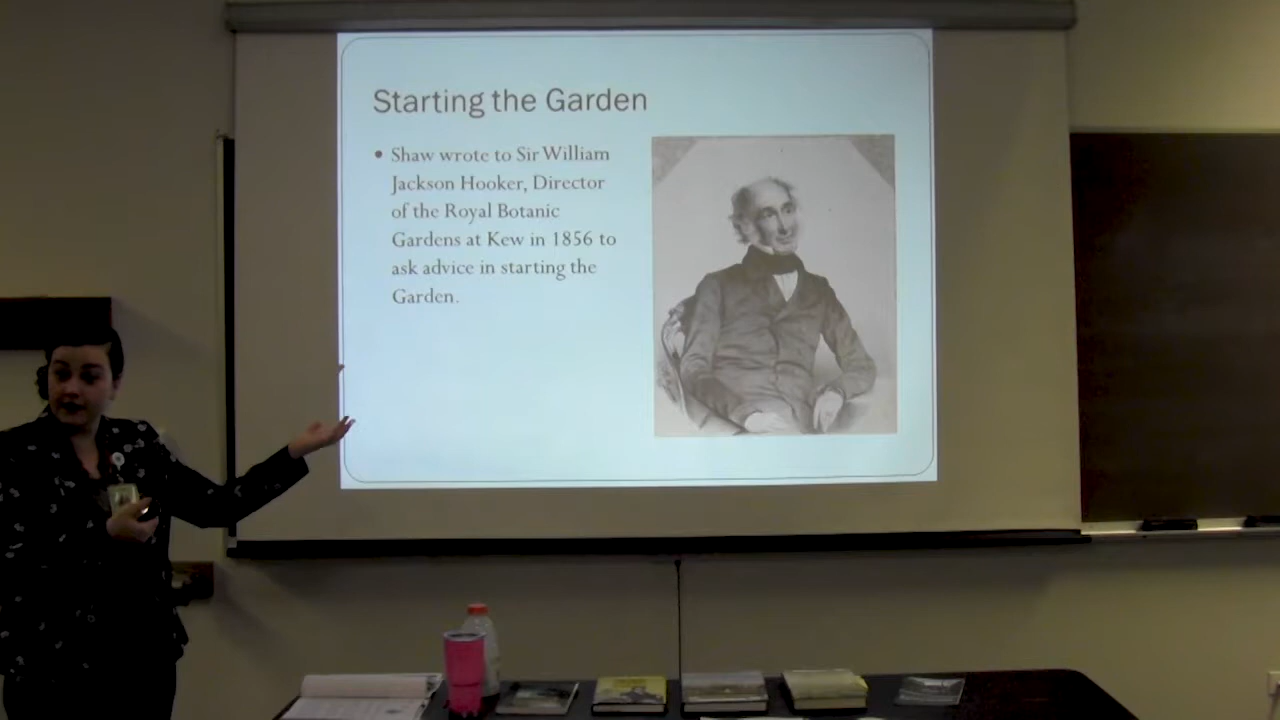 Starting the Garden
• Shaw wrote to Sir William
Jackson Hooker, Director
of the Royal Botanic
Gardens at Kew in 1856 to
ask advice in starting the
Garden.